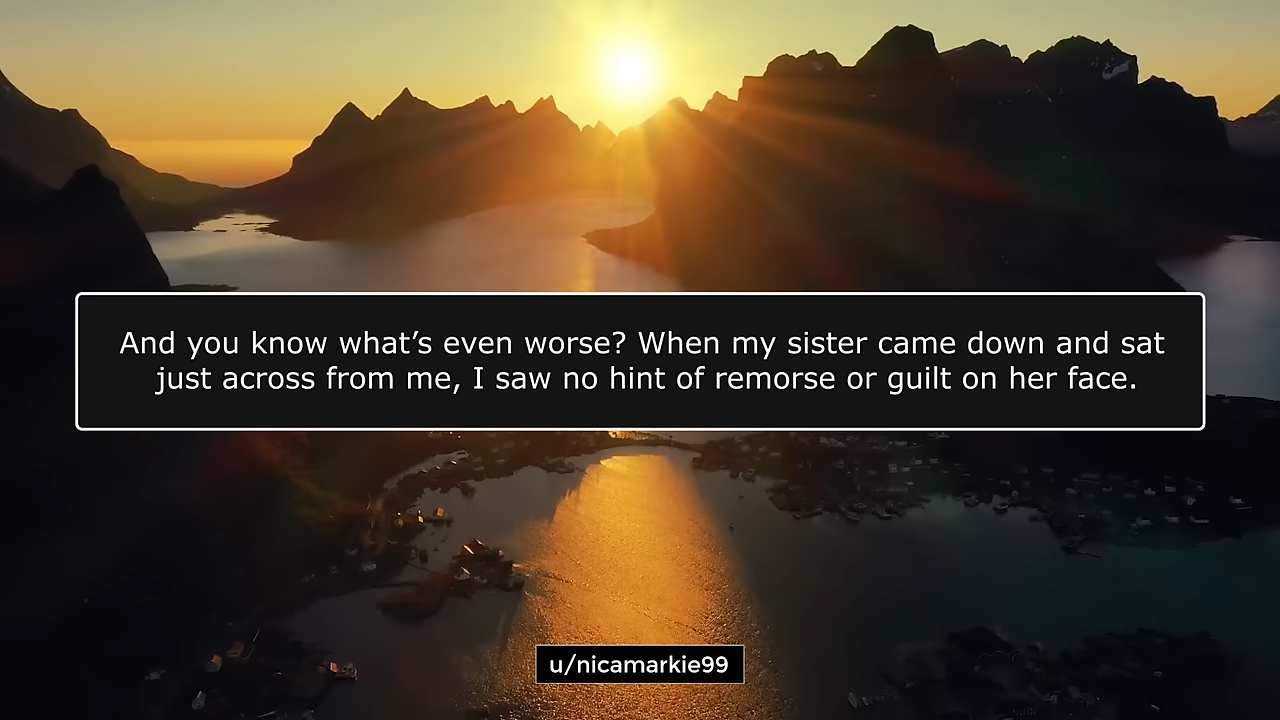 And you know what’s even worse? When my sister came down and sat
just across from me, I saw no hint of remorse or guilt on her face.
u/nicamarkie99